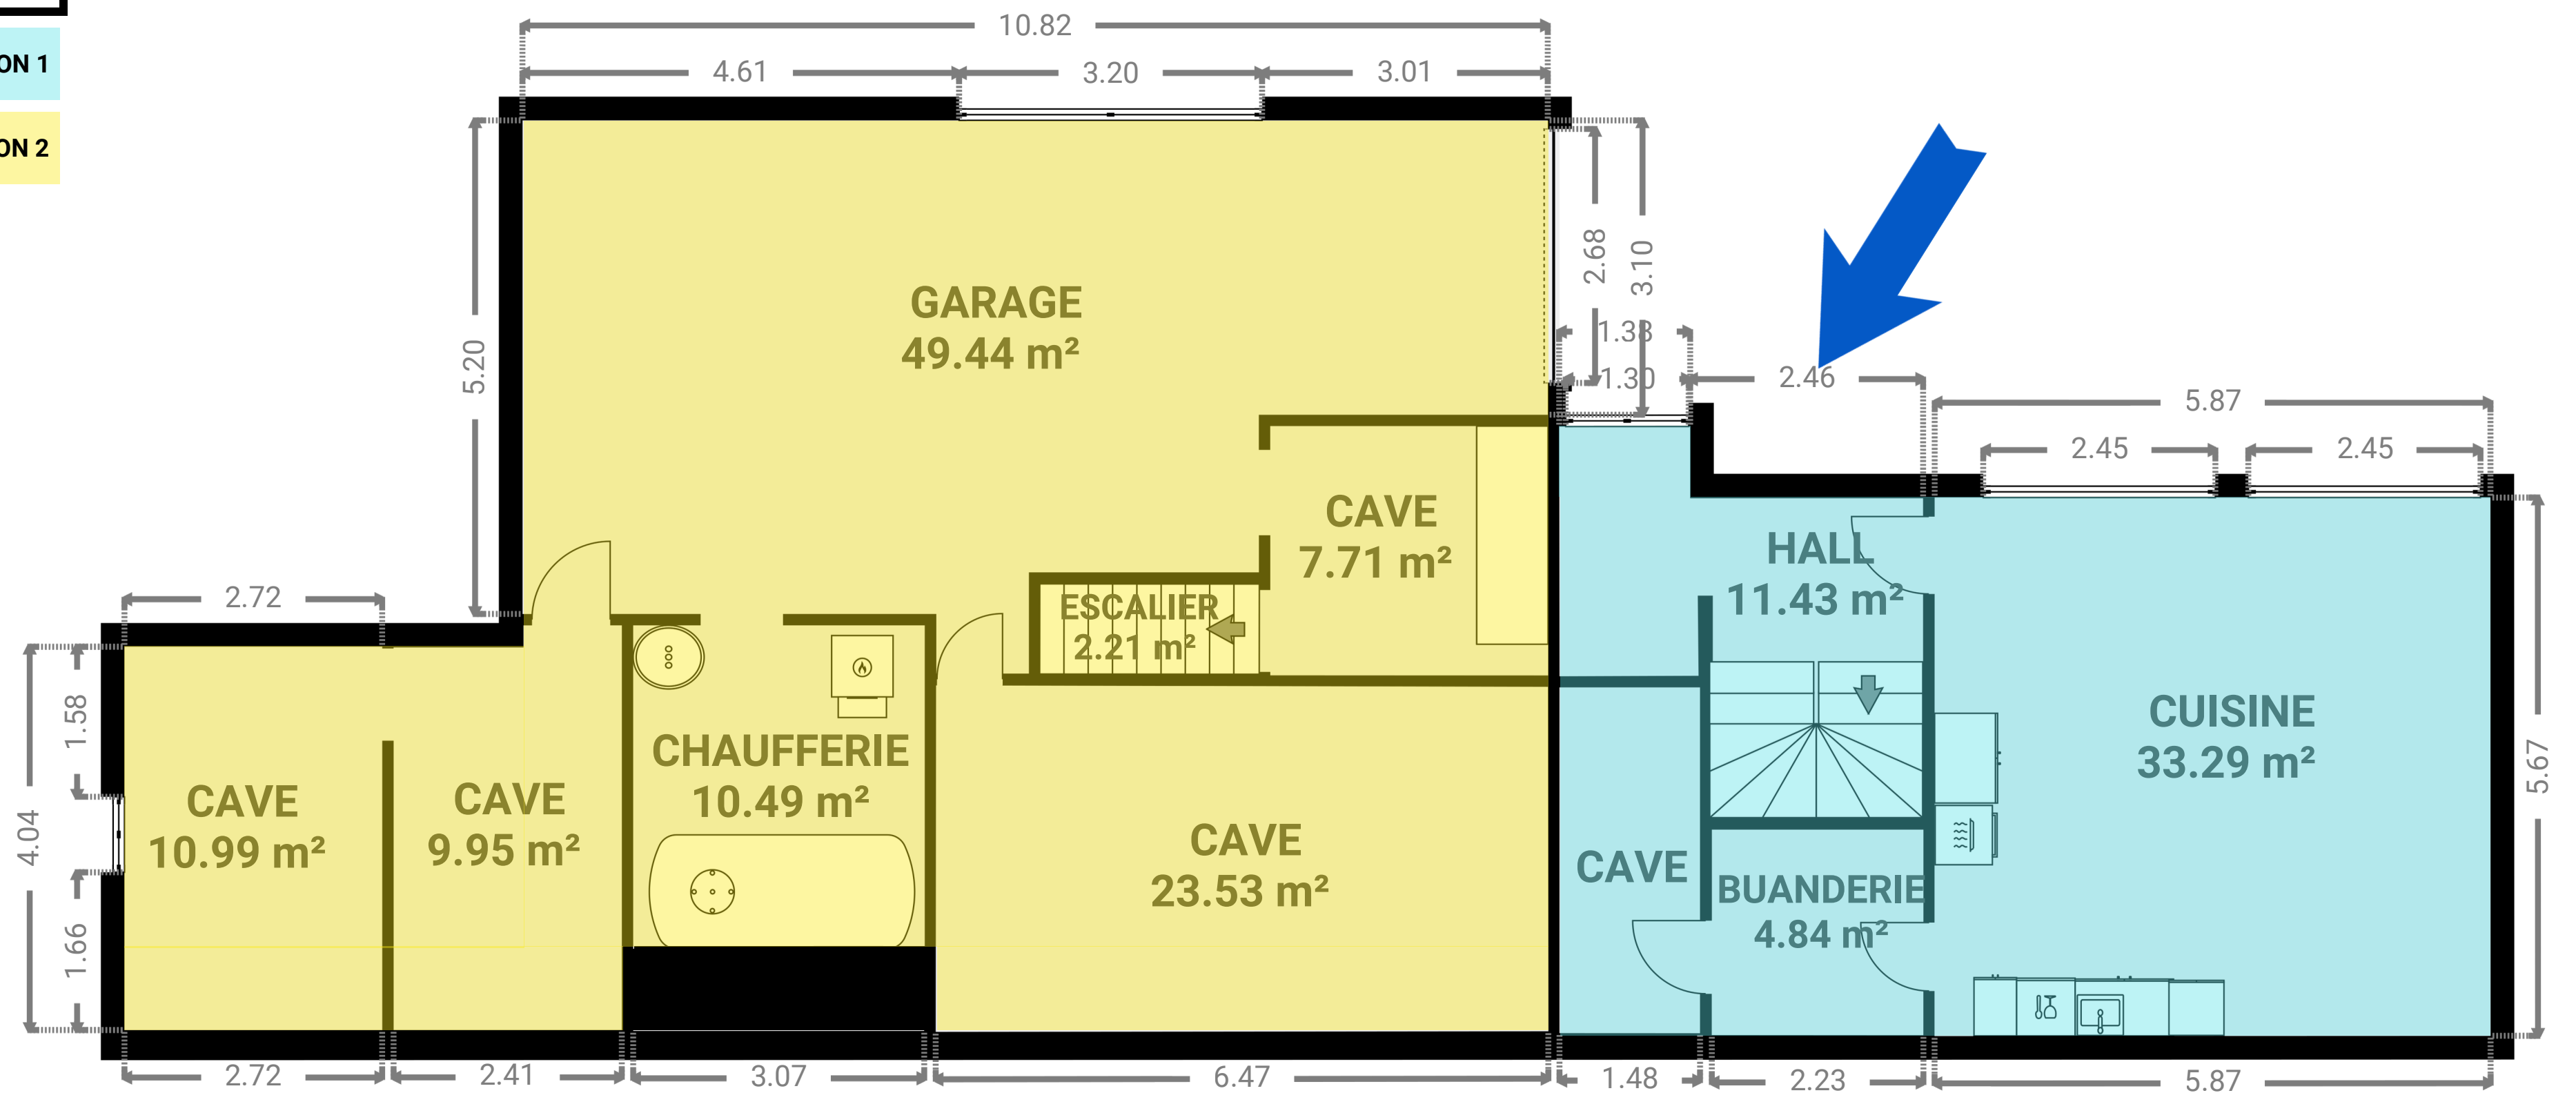 10.82
4.61
3.20
3.01
ON 1
ON 2
2.68
3.10
GARAGE
49.44 m²
5.20
1.38
1.30
2.46
5.87
2.45
2.45
CAVE
7.71 m²
HALL
11.43 m²
2.72
ESCALIER
2.21 m²
1.58
CHAUFFERIE
10.49 m²
CUISINE
33.29 m²
5.67
4.04
CAVE
10.99 m²
CAVE
9.95 m²
CAVE
23.53 m²
CAVE
BUANDERIE
4.84 m²
1.66
2.72
2.41
3.07
6.47
1.48
2.23
5.87